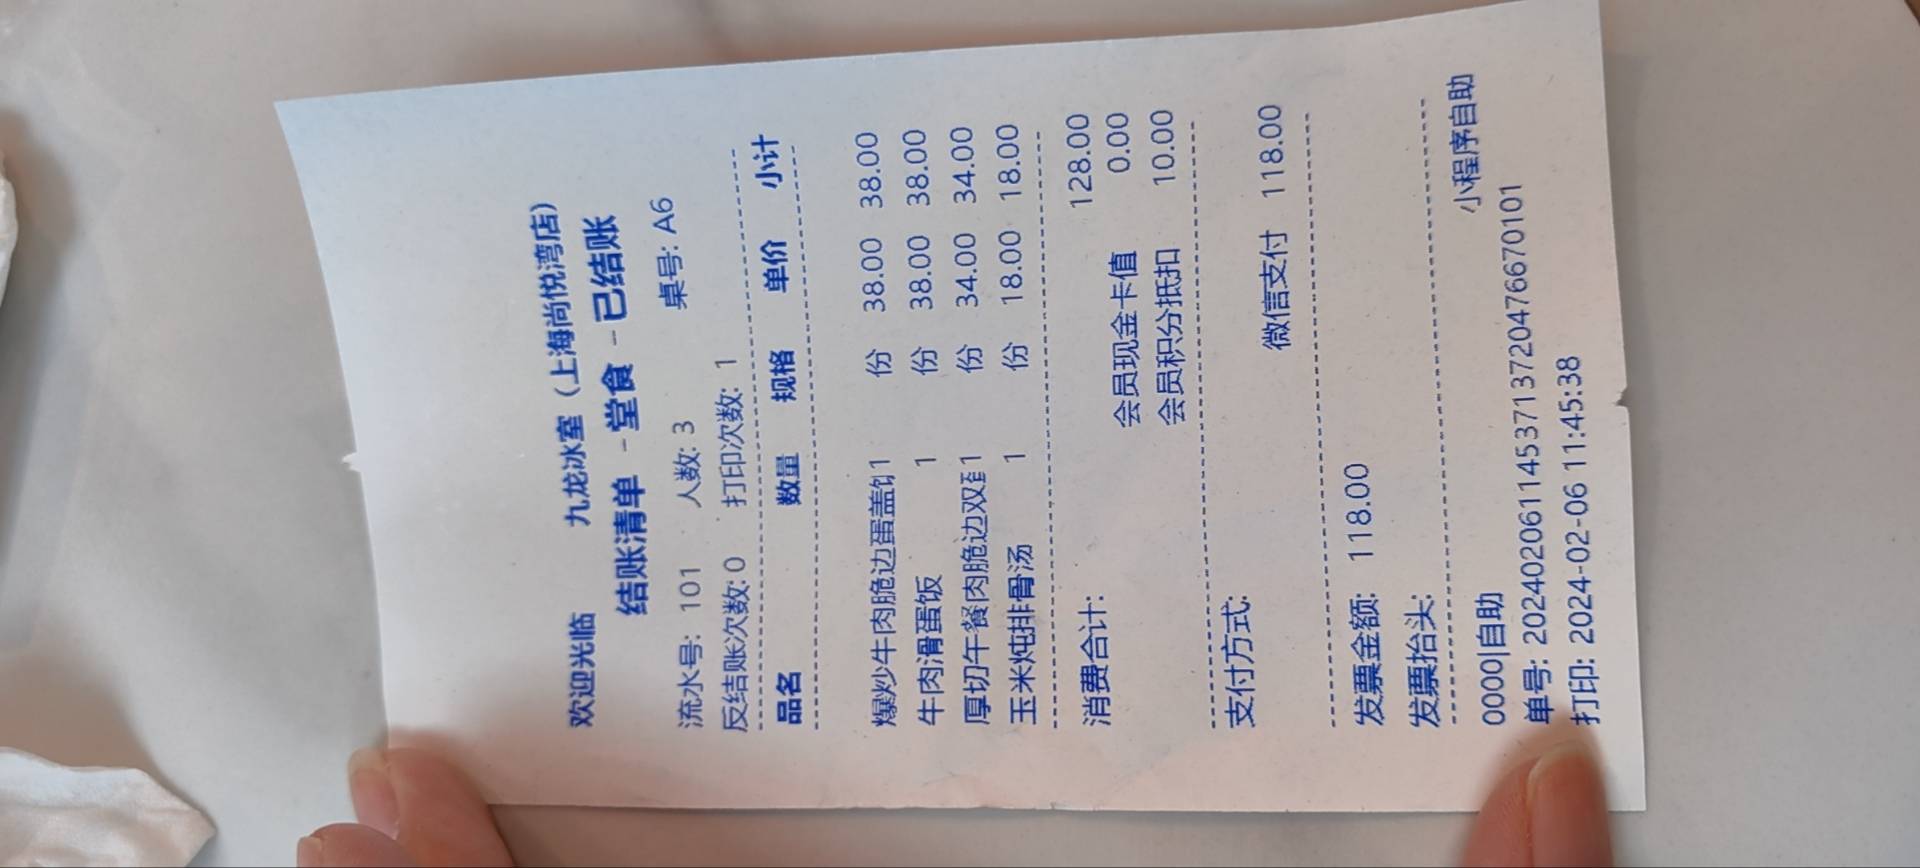 欢迎光临 九龙冰室（上海尚悦湾店）
结账清单 - 堂食 - 已结账
流水号: 101 人数: 3 桌号: A6
反结账次数: 0 打印次数: 1
品名 数量 规格 单价 小计
爆炒牛肉脆边蛋盖 1 份 38.00 38.00
牛肉滑蛋饭 1 份 38.00 38.00
厚切午餐肉脆边双 1 份 34.00 34.00
玉米炖排骨汤 1 份 18.00 18.00
消费合计: 128.00
会员现金卡值 0.00
会员积分抵扣 10.00
支付方式:
微信支付 118.00
发票金额: 118.00
发票抬头:
小程序自助
0000|自助
单号: 2024020611453713720476670101
打印: 2024-02-06 11:45:38